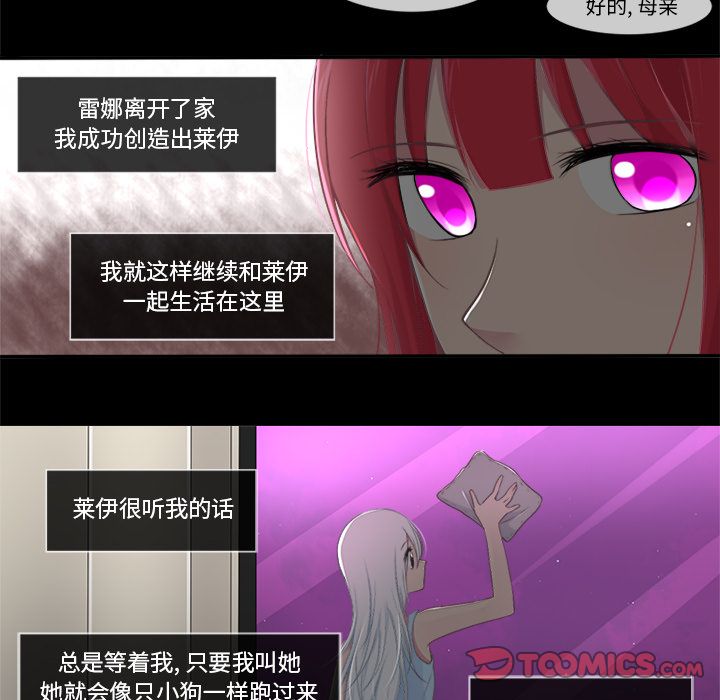 好的, 母亲
雷娜离开了家
我成功创造出莱伊
我就这样继续和莱伊
一起生活在这里
莱伊很听我的话
总是等着我, 只要我叫她
她就会像只小狗一样跑过来
TOOMICS.COM